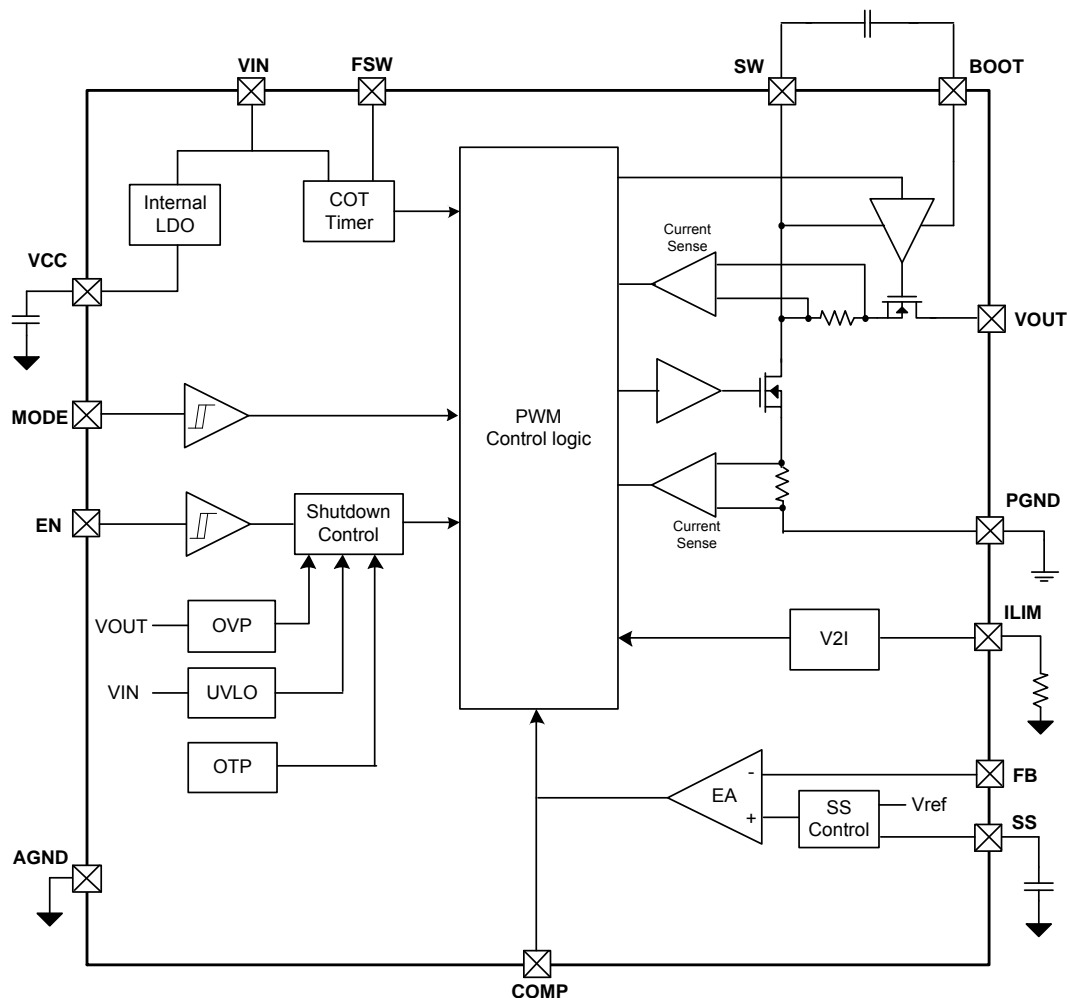 VIN
FSW
SW
BOOT
Internal
LDO
COT
Timer
VCC
Current
Sense
VOUT
MODE
PWM
Control logic
EN
Shutdown
Control
Current
Sense
PGND
VOUT
OVP
ILIM
V2I
VIN
UVLO
OTP
-
EA
+
FB
SS
Control
Vref
SS
AGND
COMP